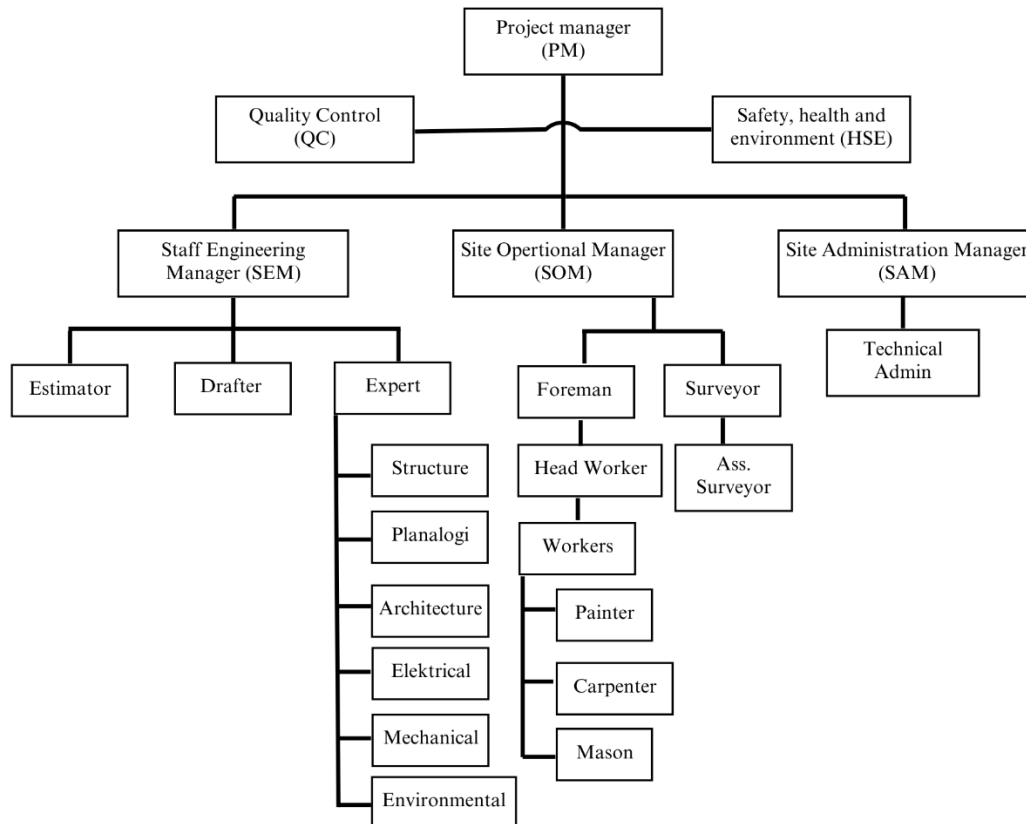 Project manager
(PM)
Quality Control
(QC)
Safety, health and
environment (HSE)
Staff Engineering
Manager (SEM)
Site Opertional Manager
(SOM)
Site Administration Manager
(SAM)
Estimator
Drafter
Expert
Foreman
Surveyor
Technical
Admin
Structure
Planalogi
Architecture
Elektrical
Mechanical
Environmental
Head Worker
Ass.
Surveyor
Workers
Painter
Carpenter
Mason